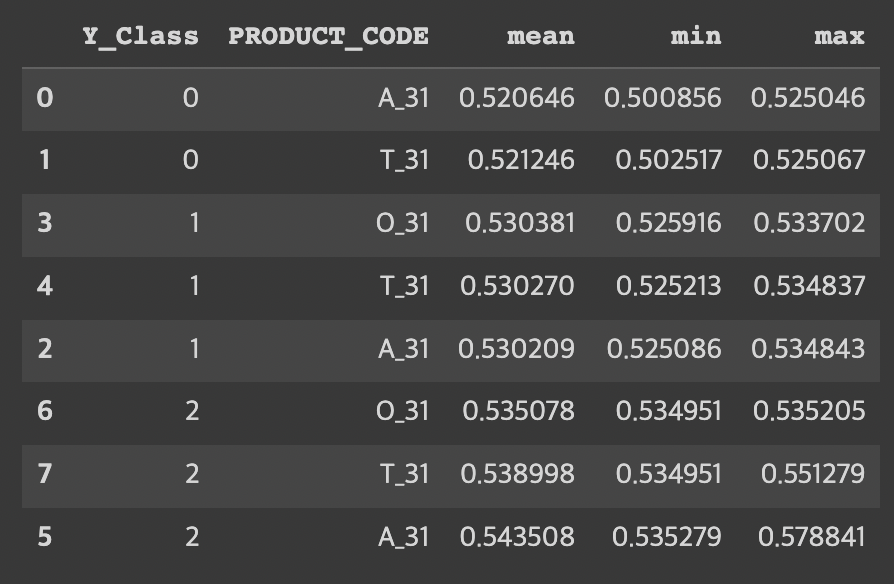 Y_Class PRODUCT_CODE mean min max
0 0 A_31 0.520646 0.500856 0.525046
1 0 T_31 0.521246 0.502517 0.525067
3 1 O_31 0.530381 0.525916 0.533702
4 1 T_31 0.530270 0.525213 0.534837
2 1 A_31 0.530209 0.525086 0.534843
6 2 O_31 0.535078 0.534951 0.535205
7 2 T_31 0.538998 0.534951 0.551279
5 2 A_31 0.543508 0.535279 0.578841